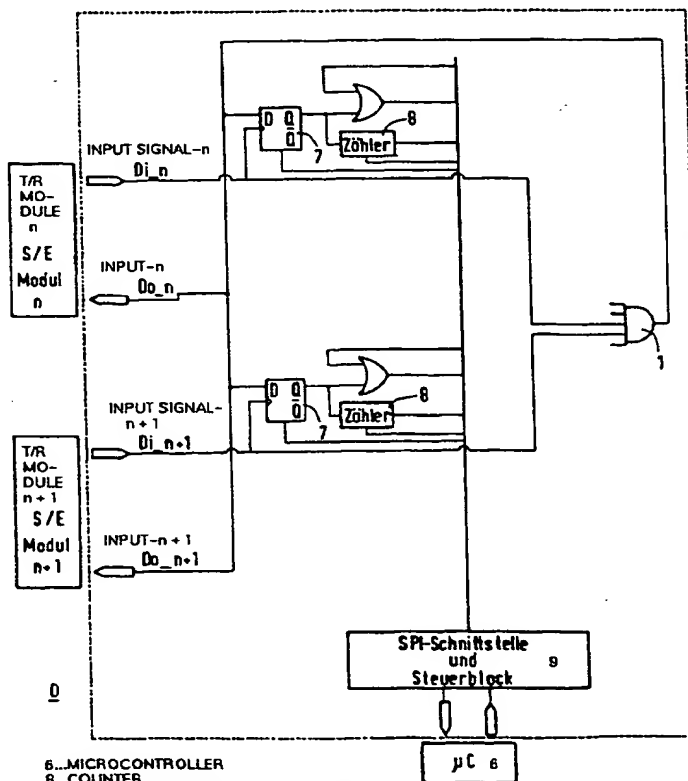 INPUT SIGNAL-n
Di_n
T/R
MO-
DULE
n
S/E
Modul
n
INPUT-n
Do_n
D Q
Q
7
8
Zöhler
1
INPUT SIGNAL-
n+1
Di_n+1
T/R
MO-
DULE
n+1
S/E
Modul
n+1
INPUT-n+1
Do_n+1
D Q
Q
7
8
Zöhler
SPI-Schnittstelle
und 9
Steuerblock
0
µC 6
6...MICROCONTROLLER
8...COUNTER